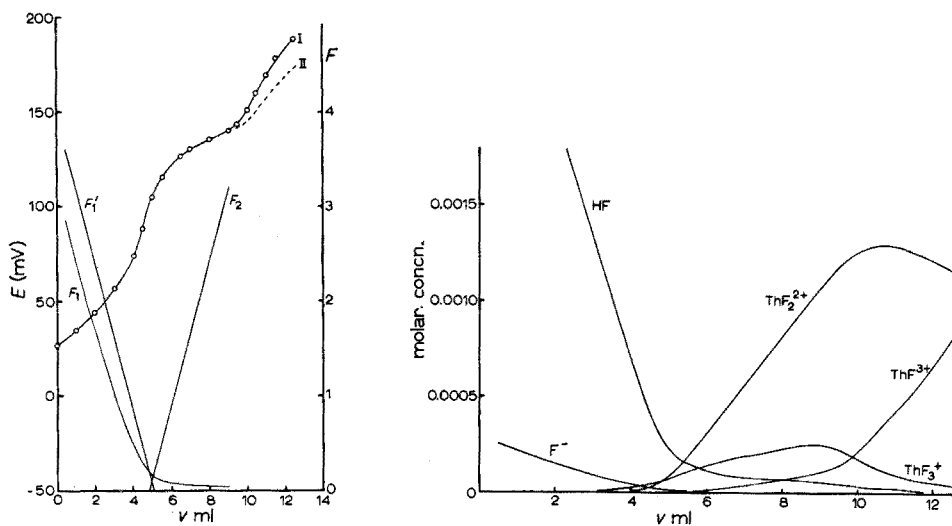 200
150
100
50
0
-50
E (mV)
F
4
3
2
1
0
I
II
F₁'
F₁
F₂
0 2 4 6 8 10 12 14
v ml
0.0015
0.0010
0.0005
0
molar. concn.
HF
ThF₂²⁺
ThF³⁺
ThF₃⁺
F⁻
2 4 6 8 10 12
v ml